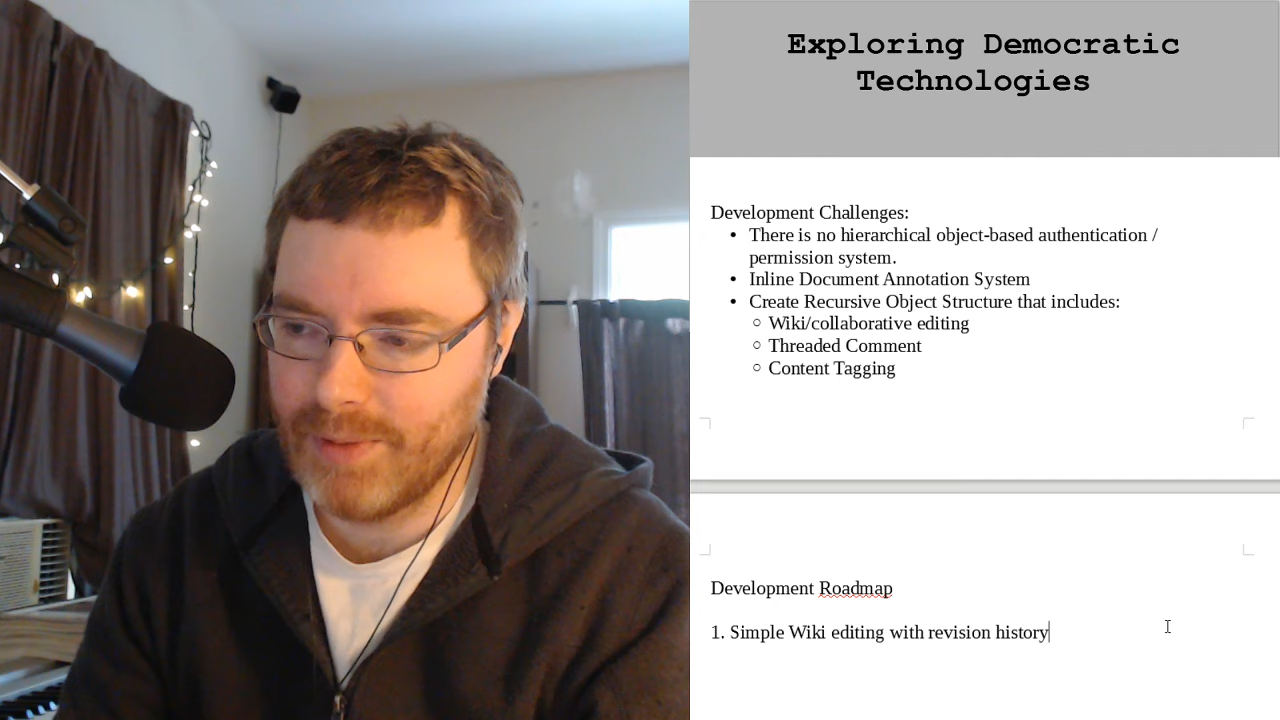 Exploring Democratic
Technologies
Development Challenges:
• There is no hierarchical object-based authentication /
permission system.
• Inline Document Annotation System
• Create Recursive Object Structure that includes:
○ Wiki/collaborative editing
○ Threaded Comment
○ Content Tagging
Development Roadmap
1. Simple Wiki editing with revision history